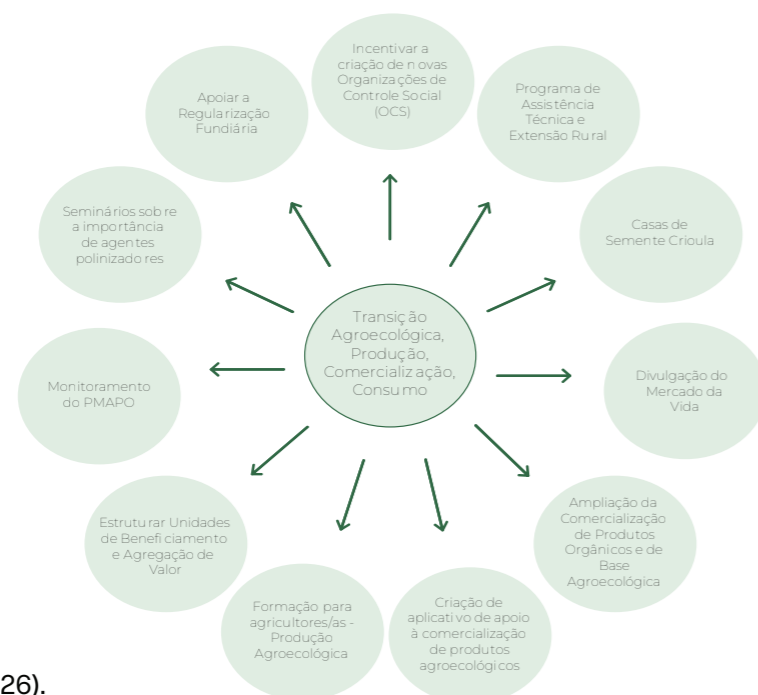 Incentivar a
criação de novas
Organizações de
Controle Social
(OCS)
Programa de
Assistência
Técnica e
Extensão Rural
Casas de
Semente Crioula
Divulgação do
Mercado da
Vida
Ampliação da
Comercialização
de Produtos
Orgânicos e de
Base
Agroecológica
Criação de
aplicativo de apoio
à comercialização
de produtos
agroecológicos
Formação para
agricultores/as -
Produção
Agroecológica
Estruturar Unidades
de Beneficiamento
e Agregação de
Valor
Monitoramento
do PMAPO
Seminários sobre
a importância
de agentes
polinizadores
Apoiar a
Regularização
Fundiária
Transição
Agroecológica,
Produção,
Comercialização,
Consumo
26).